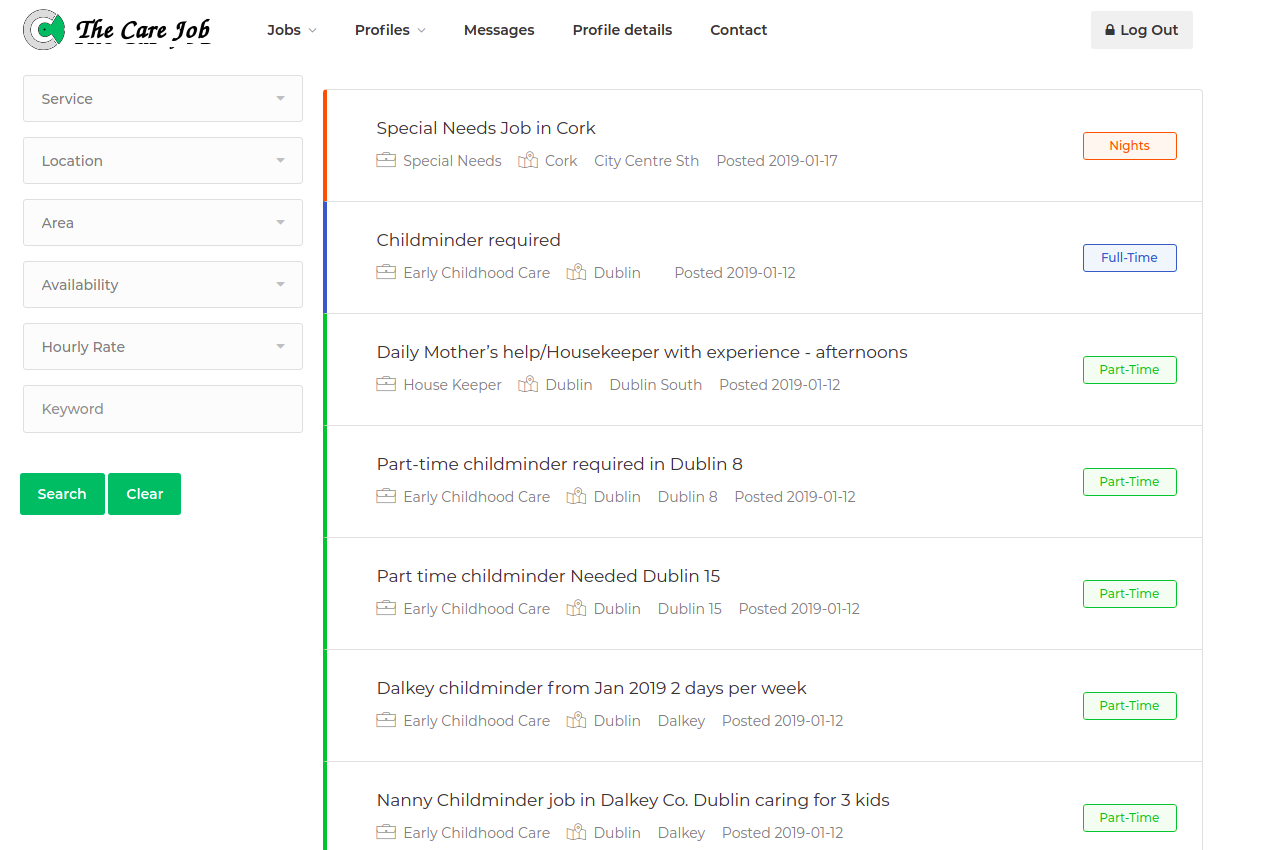 The Care Job
Jobs Profiles Messages Profile details Contact Log Out
Service
Location
Area
Availability
Hourly Rate
Keyword
Search Clear
Special Needs Job in Cork
Special Needs Cork City Centre Sth Posted 2019-01-17
Nights
Childminder required
Early Childhood Care Dublin Posted 2019-01-12
Full-Time
Daily Mother’s help/Housekeeper with experience - afternoons
House Keeper Dublin Dublin South Posted 2019-01-12
Part-Time
Part-time childminder required in Dublin 8
Early Childhood Care Dublin Dublin 8 Posted 2019-01-12
Part-Time
Part time childminder Needed Dublin 15
Early Childhood Care Dublin Dublin 15 Posted 2019-01-12
Part-Time
Dalkey childminder from Jan 2019 2 days per week
Early Childhood Care Dublin Dalkey Posted 2019-01-12
Part-Time
Nanny Childminder job in Dalkey Co. Dublin caring for 3 kids
Early Childhood Care Dublin Dalkey Posted 2019-01-12
Part-Time